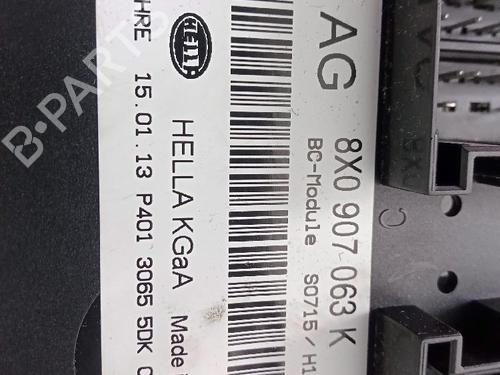 AG
8X0 907 063 K
BC-Module S0715 / H1
HELLA
HELLA KGaA Made
HRE 15.01.13 P401 3065 5DK
B-PARTS
C